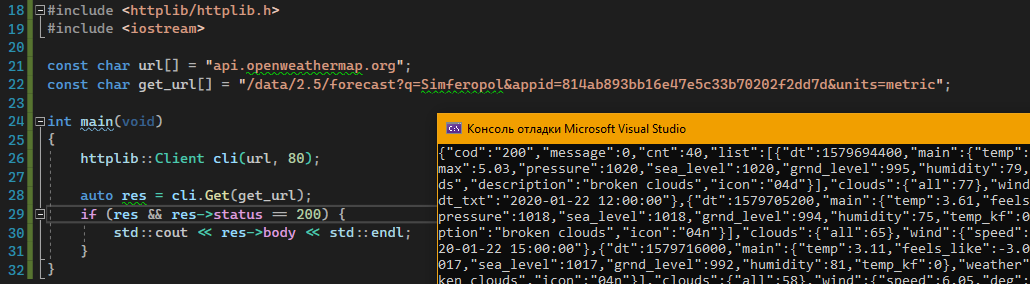 18 #include <httplib/httplib.h>
19 #include <iostream>
20
21 const char url[] = "api.openweathermap.org";
22 const char get_url[] = "/data/2.5/forecast?q=Simferopol&appid=814ab893bb16e47e5c33b70202f2dd7d&units=metric";
23
24 int main(void)
25 {
26 httplib::Client cli(url, 80);
27
28 auto res = cli.Get(get_url);
29 if (res && res->status == 200) {
30 std::cout << res->body << std::endl;
31 }
32 }
Консоль отладки Microsoft Visual Studio
{"cod":"200","message":0,"cnt":40,"list":[{"dt":1579694400,"main":{"temp"
max":5.03,"pressure":1020,"sea_level":1020,"grnd_level":995,"humidity":79,
ds","description":"broken clouds","icon":"04d"}],"clouds":{"all":77},"wind
dt_txt":"2020-01-22 12:00:00"},{"dt":1579705200,"main":{"temp":3.61,"feels
pressure":1018,"sea_level":1018,"grnd_level":994,"humidity":75,"temp_kf":0
ption":"broken clouds","icon":"04n"}],"clouds":{"all":65},"wind":{"speed":
20-01-22 15:00:00"},{"dt":1579716000,"main":{"temp":3.11,"feels_like":-3.0
017,"sea_level":1017,"grnd_level":992,"humidity":81,"temp_kf":0},"weather"
ken clouds","icon":"04n"}],"clouds":{"all":58},"wind":{"speed":6.05,"deg":